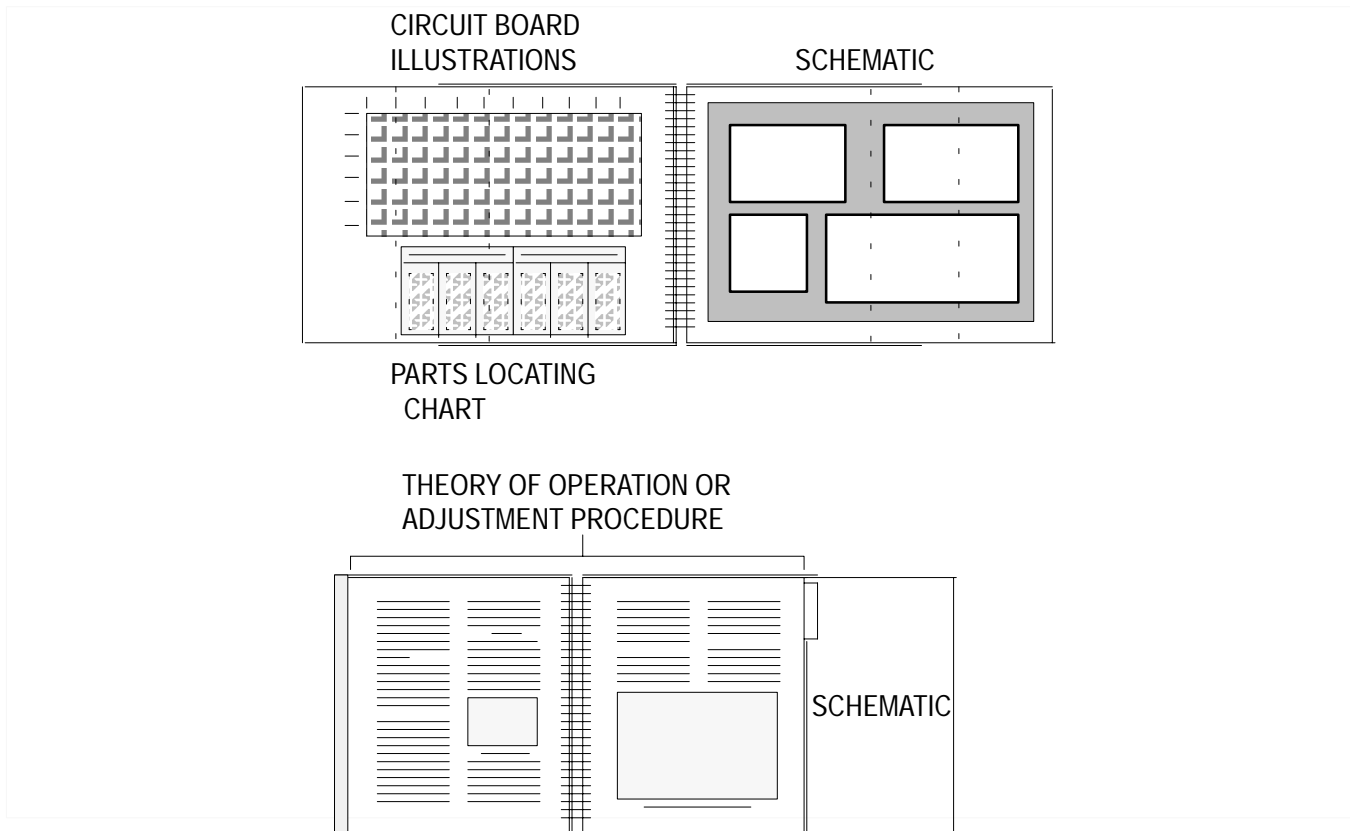 CIRCUIT BOARD
ILLUSTRATIONS
SCHEMATIC
PARTS LOCATING
CHART
THEORY OF OPERATION OR
ADJUSTMENT PROCEDURE
SCHEMATIC